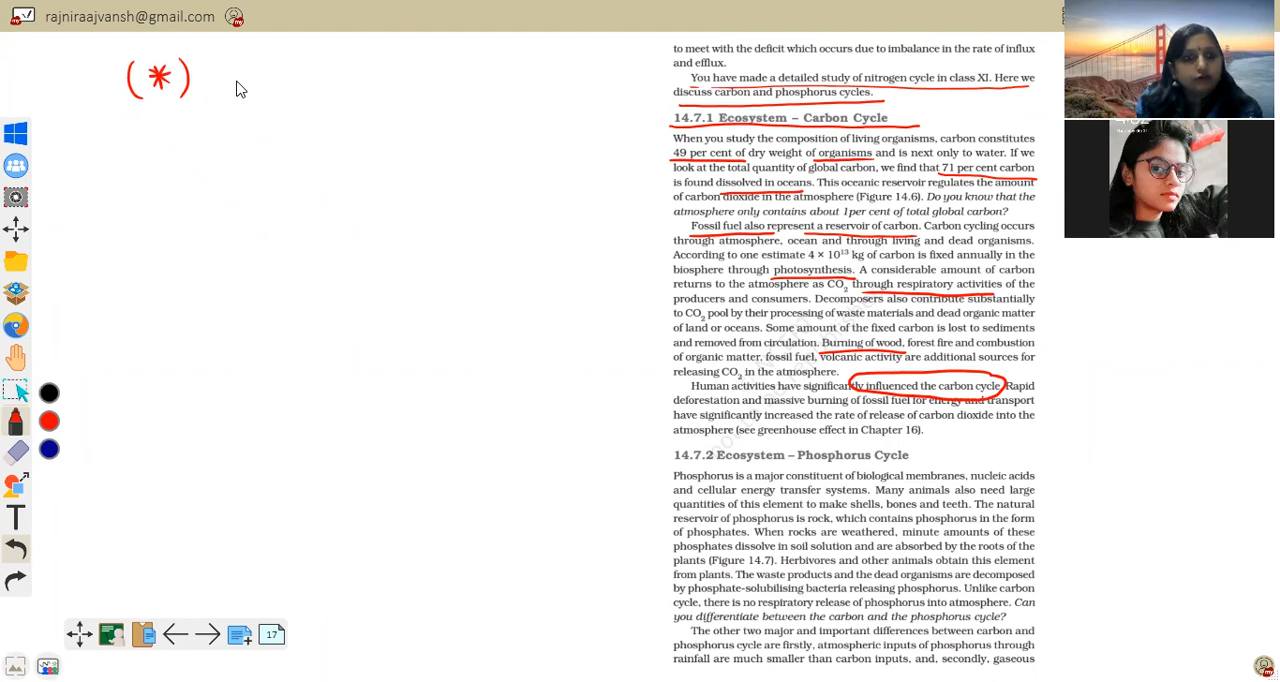 rajniraajvansh@gmail.com
(*)
to meet with the deficit which occurs due to imbalance in the rate of influx
and efflux.
You have made a detailed study of nitrogen cycle in class XI. Here we
discuss carbon and phosphorus cycles.
14.7.1 Ecosystem – Carbon Cycle
When you study the composition of living organisms, carbon constitutes
49 per cent of dry weight of organisms and is next only to water. If we
look at the total quantity of global carbon, we find that 71 per cent carbon
is found dissolved in oceans. This oceanic reservoir regulates the amount
of carbon dioxide in the atmosphere (Figure 14.6). Do you know that the
atmosphere only contains about 1per cent of total global carbon?
Fossil fuel also represent a reservoir of carbon. Carbon cycling occurs
through atmosphere, ocean and through living and dead organisms.
According to one estimate 4 × 10¹³ kg of carbon is fixed annually in the
biosphere through photosynthesis. A considerable amount of carbon
returns to the atmosphere as CO₂ through respiratory activities of the
producers and consumers. Decomposers also contribute substantially
to CO₂ pool by their processing of waste materials and dead organic matter
of land or oceans. Some amount of the fixed carbon is lost to sediments
and removed from circulation. Burning of wood, forest fire and combustion
of organic matter, fossil fuel, volcanic activity are additional sources for
releasing CO₂ in the atmosphere.
Human activities have significantly influenced the carbon cycle. Rapid
deforestation and massive burning of fossil fuel for energy and transport
have significantly increased the rate of release of carbon dioxide into the
atmosphere (see greenhouse effect in Chapter 16).
14.7.2 Ecosystem – Phosphorus Cycle
Phosphorus is a major constituent of biological membranes, nucleic acids
and cellular energy transfer systems. Many animals also need large
quantities of this element to make shells, bones and teeth. The natural
reservoir of phosphorus is rock, which contains phosphorus in the form
of phosphates. When rocks are weathered, minute amounts of these
phosphates dissolve in soil solution and are absorbed by the roots of the
plants (Figure 14.7). Herbivores and other animals obtain this element
from plants. The waste products and the dead organisms are decomposed
by phosphate-solubilising bacteria releasing phosphorus. Unlike carbon
cycle, there is no respiratory release of phosphorus into atmosphere. Can
you differentiate between the carbon and the phosphorus cycle?
The other two major and important differences between carbon and
phosphorus cycle are firstly, atmospheric inputs of phosphorus through
rainfall are much smaller than carbon inputs, and, secondly, gaseous
T
17